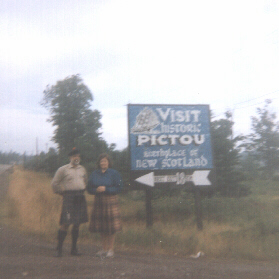 VISIT
HISTORIC
PICTOU
BIRTHPLACE OF
NEW SCOTLAND